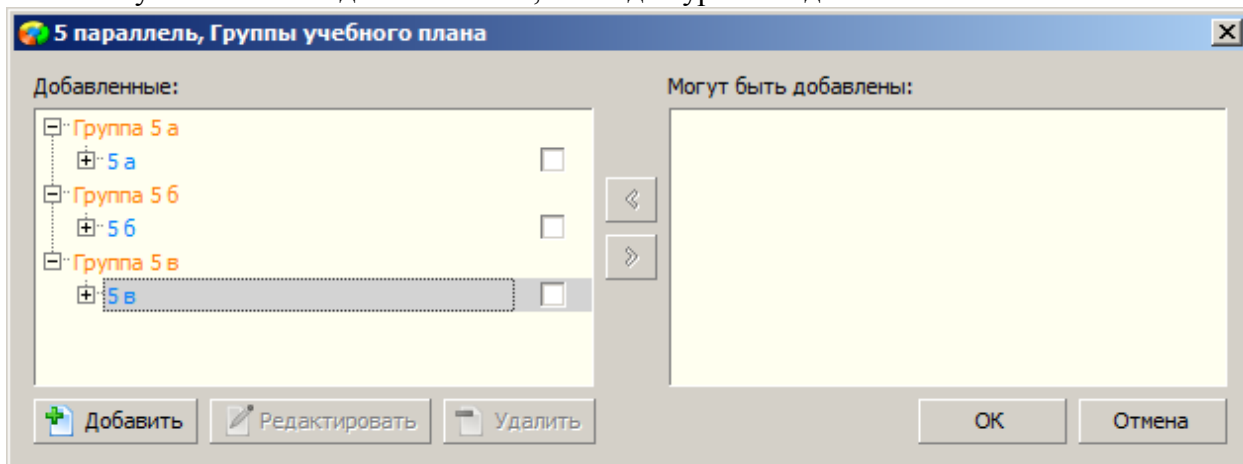 5 параллель, Группы учебного плана
Добавленные:
Могут быть добавлены:
Группа 5 а
5 а
Группа 5 б
5 б
Группа 5 в
5 в
Добавить
Редактировать
Удалить
ОК
Отмена